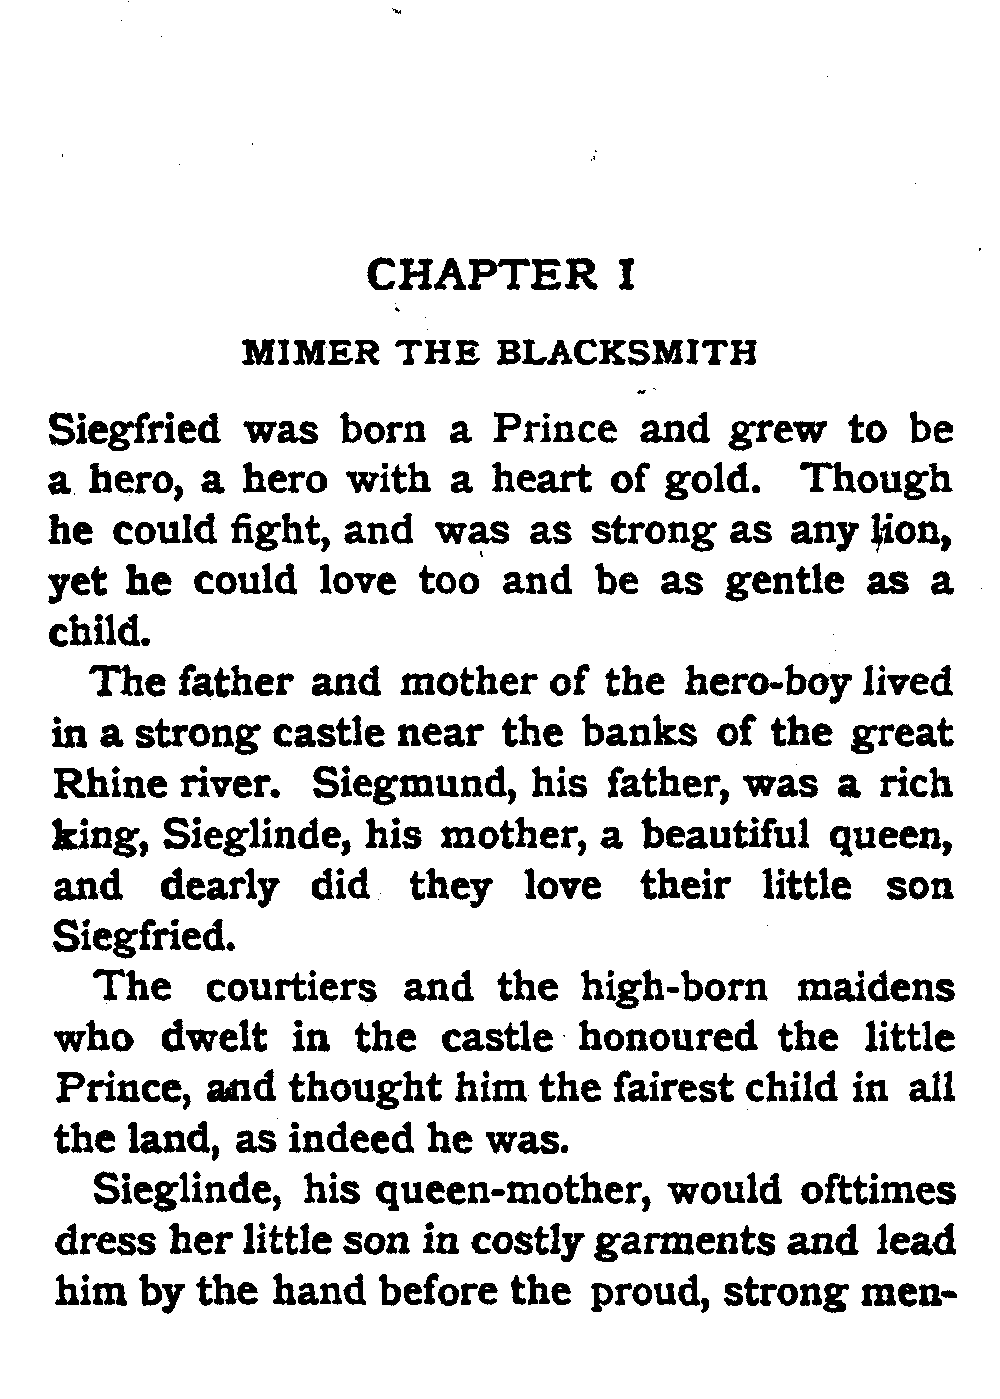 CHAPTER I
MIMER THE BLACKSMITH
Siegfried was born a Prince and grew to be
a hero, a hero with a heart of gold. Though
he could fight, and was as strong as any lion,
yet he could love too and be as gentle as a
child.
The father and mother of the hero-boy lived
in a strong castle near the banks of the great
Rhine river. Siegmund, his father, was a rich
king, Sieglinde, his mother, a beautiful queen,
and dearly did they love their little son
Siegfried.
The courtiers and the high-born maidens
who dwelt in the castle honoured the little
Prince, and thought him the fairest child in all
the land, as indeed he was.
Sieglinde, his queen-mother, would ofttimes
dress her little son in costly garments and lead
him by the hand before the proud, strong men-